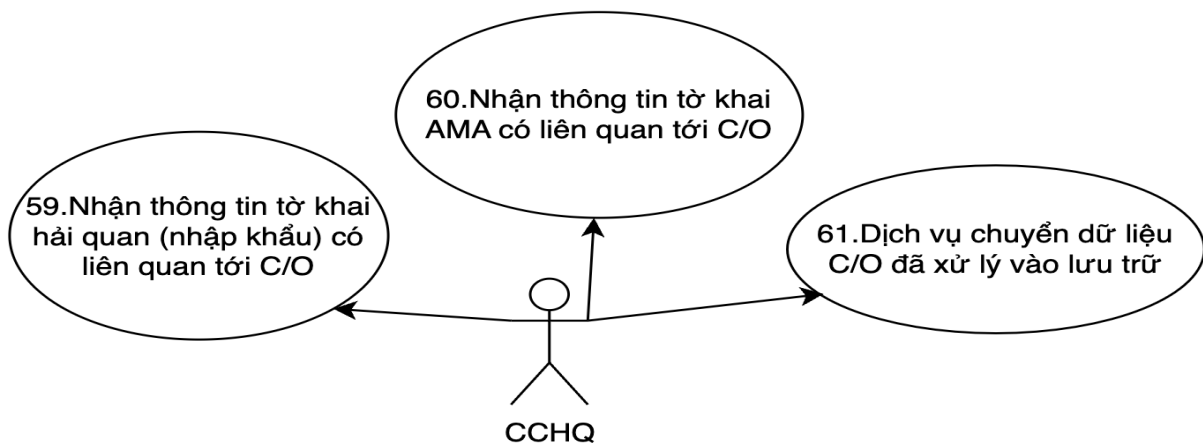 60.Nhận thông tin tờ khai
AMA có liên quan tới C/O
59.Nhận thông tin tờ khai
hải quan (nhập khẩu) có
liên quan tới C/O
61.Dịch vụ chuyển dữ liệu
C/O đã xử lý vào lưu trữ
CCHQ